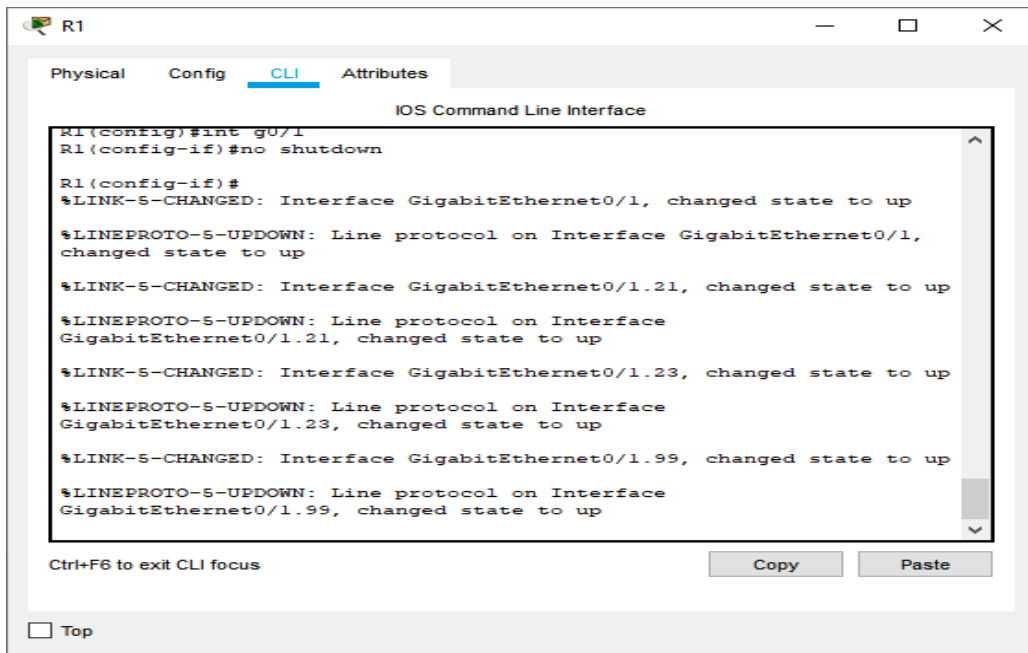 R1
Physical Config CLI Attributes
IOS Command Line Interface
R1(config)#int g0/1
R1(config-if)#no shutdown
R1(config-if)#
%LINK-5-CHANGED: Interface GigabitEthernet0/1, changed state to up
%LINEPROTO-5-UPDOWN: Line protocol on Interface GigabitEthernet0/1,
changed state to up
%LINK-5-CHANGED: Interface GigabitEthernet0/1.21, changed state to up
%LINEPROTO-5-UPDOWN: Line protocol on Interface
GigabitEthernet0/1.21, changed state to up
%LINK-5-CHANGED: Interface GigabitEthernet0/1.23, changed state to up
%LINEPROTO-5-UPDOWN: Line protocol on Interface
GigabitEthernet0/1.23, changed state to up
%LINK-5-CHANGED: Interface GigabitEthernet0/1.99, changed state to up
%LINEPROTO-5-UPDOWN: Line protocol on Interface
GigabitEthernet0/1.99, changed state to up
Ctrl+F6 to exit CLI focus
Copy Paste
Top